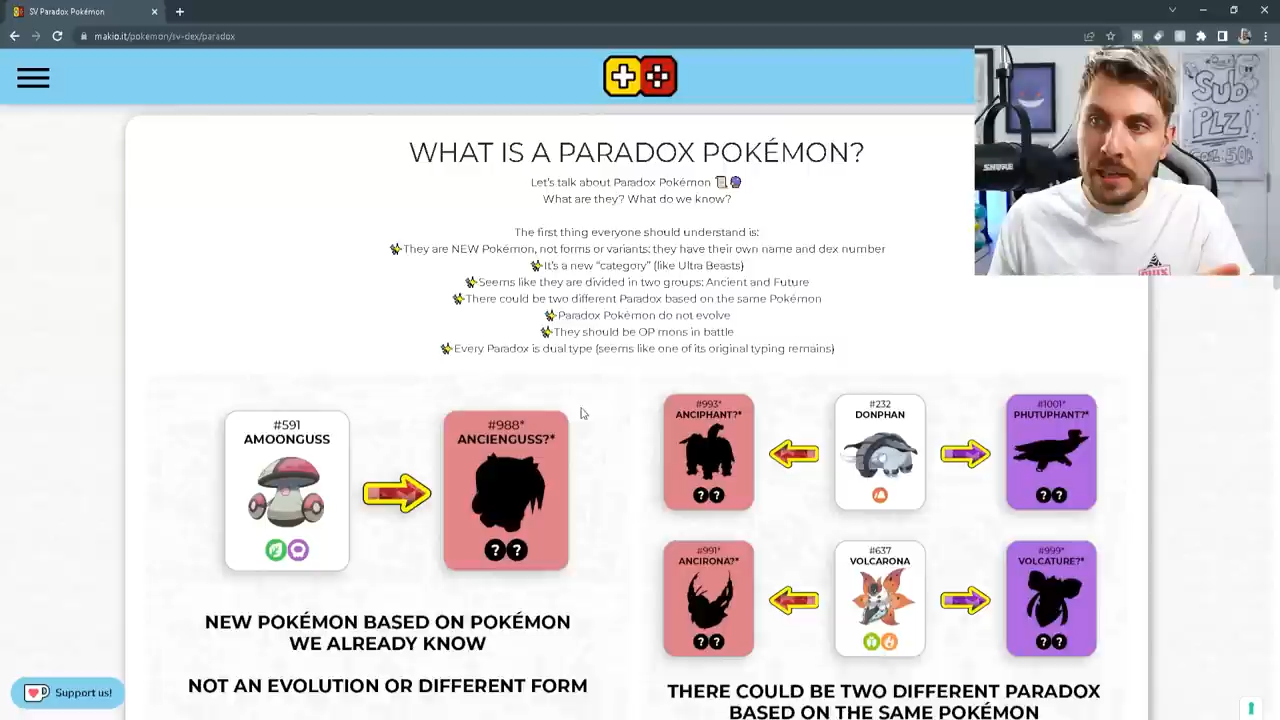 SV Paradox Pokémon
makio.it/pokemon/sv-dex/paradox
WHAT IS A PARADOX POKÉMON?
Let's talk about Paradox Pokémon
What are they? What do we know?
The first thing everyone should understand is:
They are NEW Pokémon, not forms or variants: they have their own name and dex number
It's a new "category" (like Ultra Beasts)
Seems like they are divided in two groups: Ancient and Future
There could be two different Paradox based on the same Pokémon
Paradox Pokémon do not evolve
They should be OP mons in battle
Every Paradox is dual type (seems like one of its original typing remains)
#591
AMOONGUSS
#988*
ANCIENGUSS?*
? ?
NEW POKÉMON BASED ON POKÉMON
WE ALREADY KNOW
NOT AN EVOLUTION OR DIFFERENT FORM
#993*
ANCIPHANT?*
? ?
#232
DONPHAN
#1001*
PHUTUPHANT?*
? ?
#991*
ANCIRONA?*
? ?
#637
VOLCARONA
#999*
VOLCATURE?*
? ?
THERE COULD BE TWO DIFFERENT PARADOX
BASED ON THE SAME POKÉMON
Support us!
SHURE
Sub
PLZ!